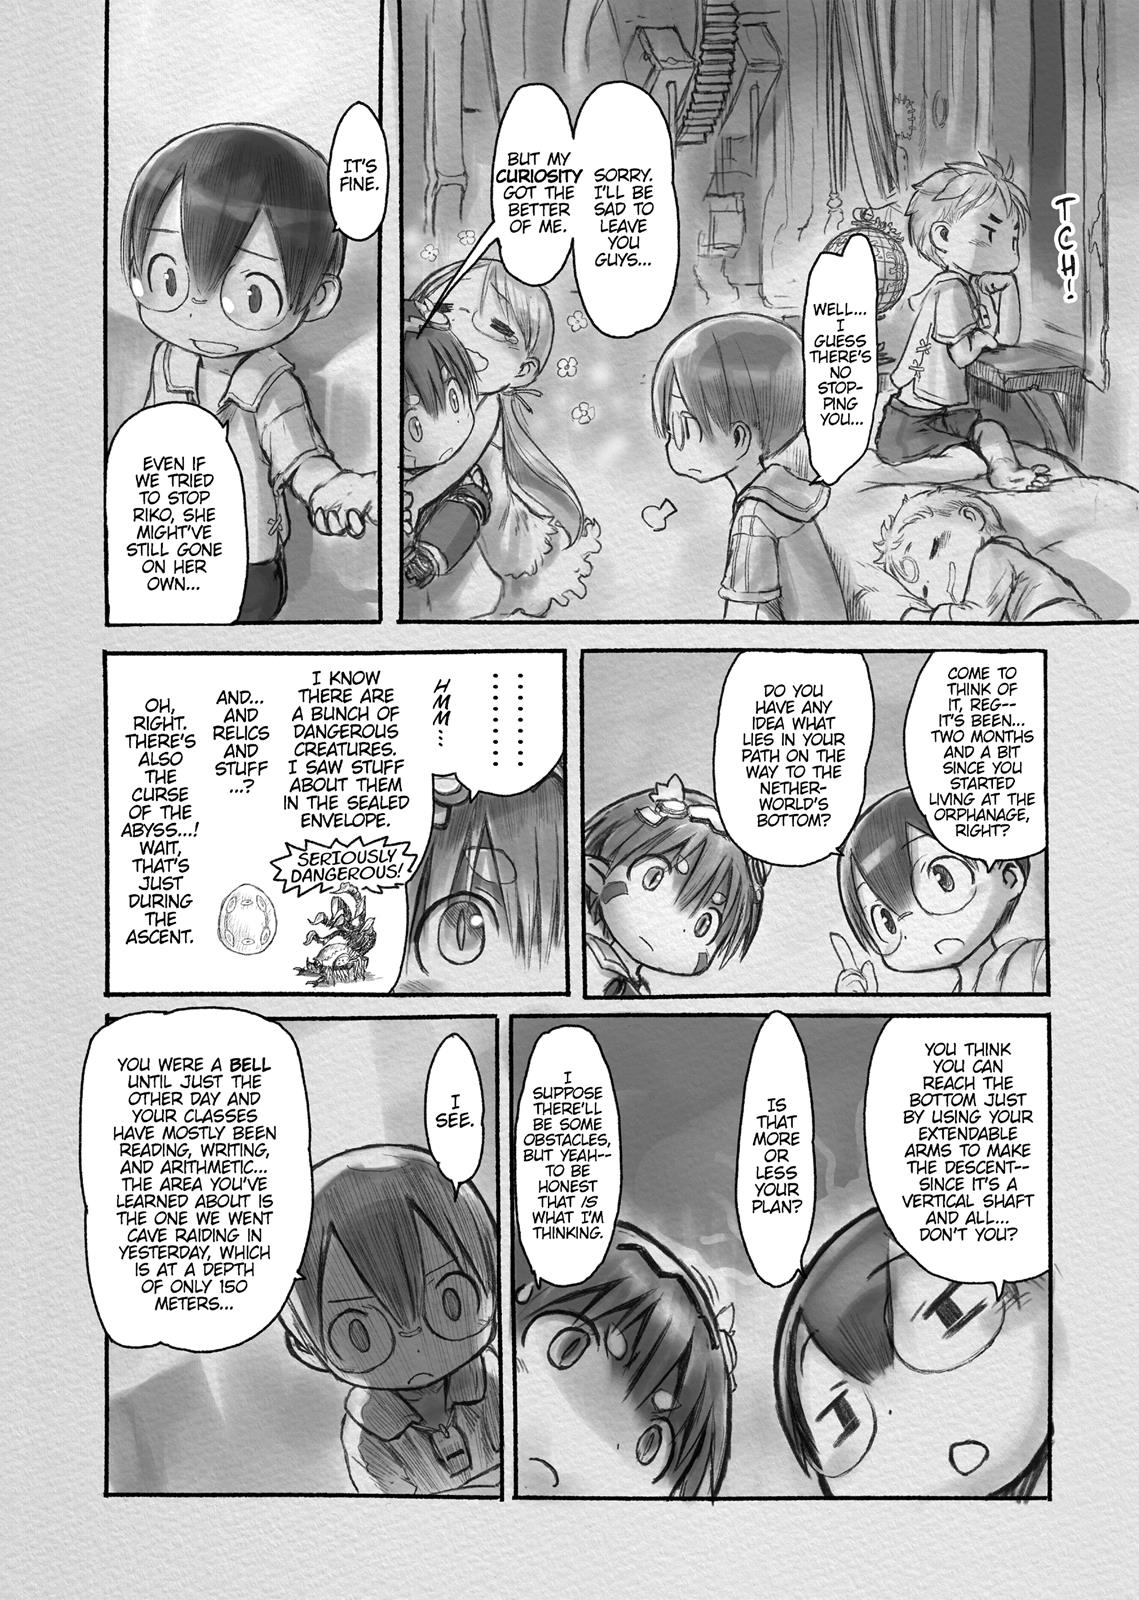 TCH!
WELL...
I
GUESS
THERE'S
NO
STOP-
PING
YOU...
SORRY.
I'LL BE
SAD TO
LEAVE
YOU
GUYS...
BUT MY
CURIOSITY
GOT THE
BETTER
OF ME.
IT'S
FINE.
EVEN IF
WE TRIED
TO STOP
RIKO, SHE
MIGHT'VE
STILL GONE
ON HER
OWN...
COME TO
THINK OF
IT, REG--
IT'S BEEN...
TWO MONTHS
AND A BIT
SINCE YOU
STARTED
LIVING AT THE
ORPHANAGE,
RIGHT?
DO YOU
HAVE ANY
IDEA WHAT
LIES IN YOUR
PATH ON THE
WAY TO THE
NETHER-
WORLD'S
BOTTOM?
..........
HMM...
I KNOW
THERE ARE
A BUNCH OF
DANGEROUS
CREATURES.
I SAW STUFF
ABOUT THEM
IN THE SEALED
ENVELOPE.
SERIOUSLY
DANGEROUS!
AND...
AND
RELICS
AND
STUFF
...?
OH,
RIGHT.
THERE'S
ALSO
THE
CURSE
OF THE
ABYSS...!
WAIT,
THAT'S
JUST
DURING
THE
ASCENT.
YOU THINK
YOU CAN
REACH THE
BOTTOM JUST
BY USING YOUR
EXTENDABLE
ARMS TO MAKE
THE DESCENT--
SINCE IT'S A
VERTICAL SHAFT
AND ALL...
DON'T YOU?
IS
THAT
MORE
OR
LESS
YOUR
PLAN?
I
SUPPOSE
THERE'LL
BE SOME
OBSTACLES,
BUT YEAH--
TO BE
HONEST
THAT IS
WHAT I'M
THINKING.
I
SEE.
YOU WERE A BELL
UNTIL JUST THE
OTHER DAY AND
YOUR CLASSES
HAVE MOSTLY BEEN
READING, WRITING,
AND ARITHMETIC...
THE AREA YOU'VE
LEARNED ABOUT IS
THE ONE WE WENT
CAVE RAIDING IN
YESTERDAY, WHICH
IS AT A DEPTH
OF ONLY 150
METERS...